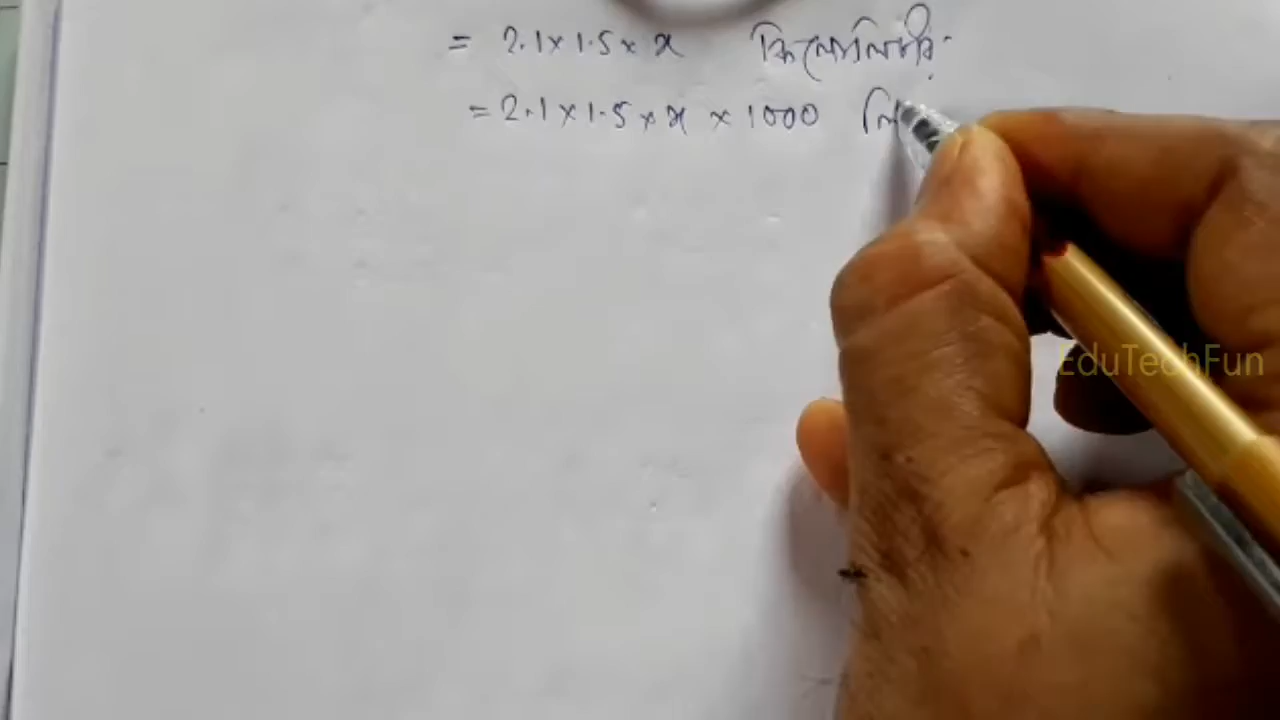 = 2.1 × 1.5 × x কিলোলিটার
= 2.1 × 1.5 × x × 1000 লি
EduTechFun